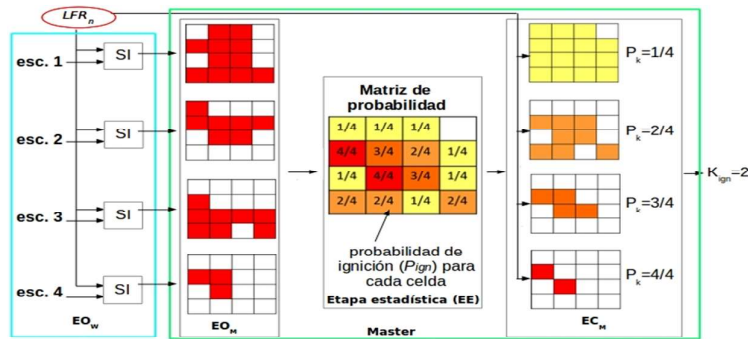 LFRn
esc. 1
SI
esc. 2
SI
esc. 3
SI
esc. 4
SI
EOW
EOM
Matriz de
probabilidad
1/4 1/4 1/4
4/4 3/4 2/4 1/4
1/4 4/4 3/4 1/4
2/4 2/4 1/4 2/4
probabilidad de
ignición (Pign) para
cada celda
Etapa estadística (EE)
Master
Pk=1/4
Pk=2/4
Pk=3/4
Pk=4/4
ECM
Kign=2